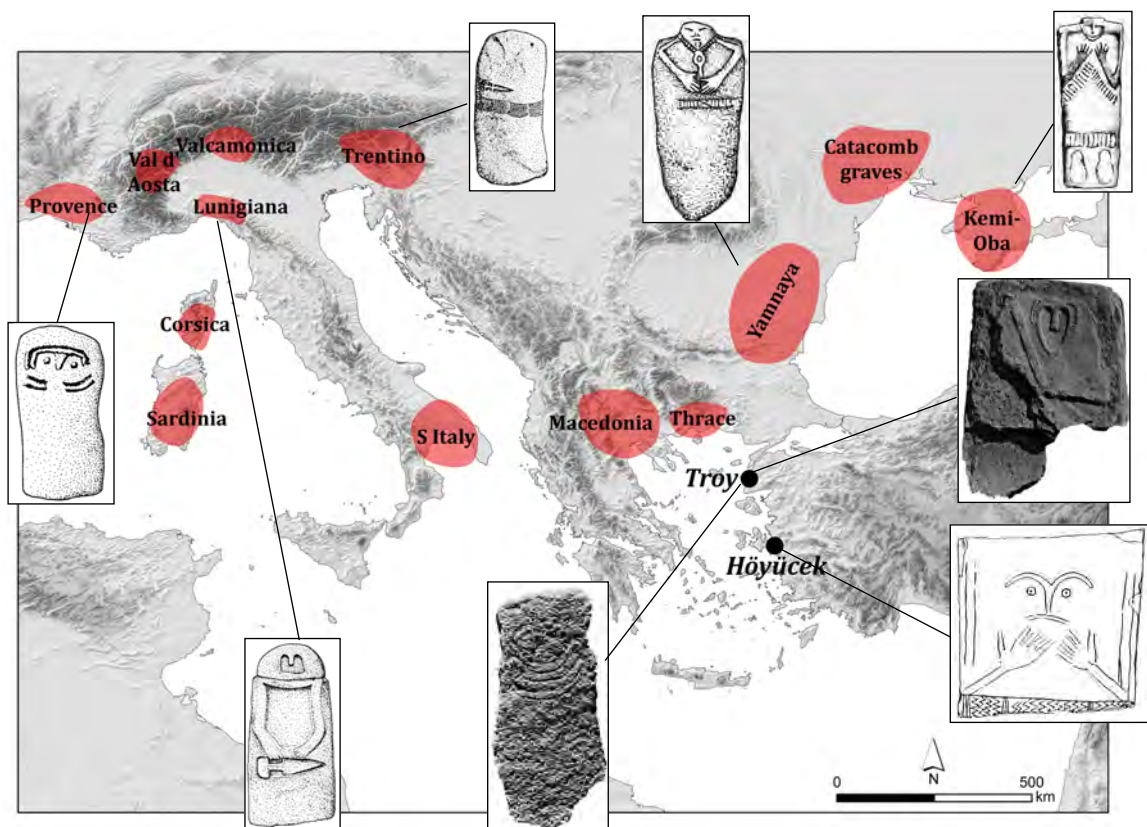 Valcamonica
Trentino
Val d'
Aosta
Provence
Lunigiana
Catacomb
graves
Kemi-
Oba
Yamnaya
Corsica
Sardinia
S Italy
Macedonia
Thrace
Troy
Höyücek
N
0
500
km